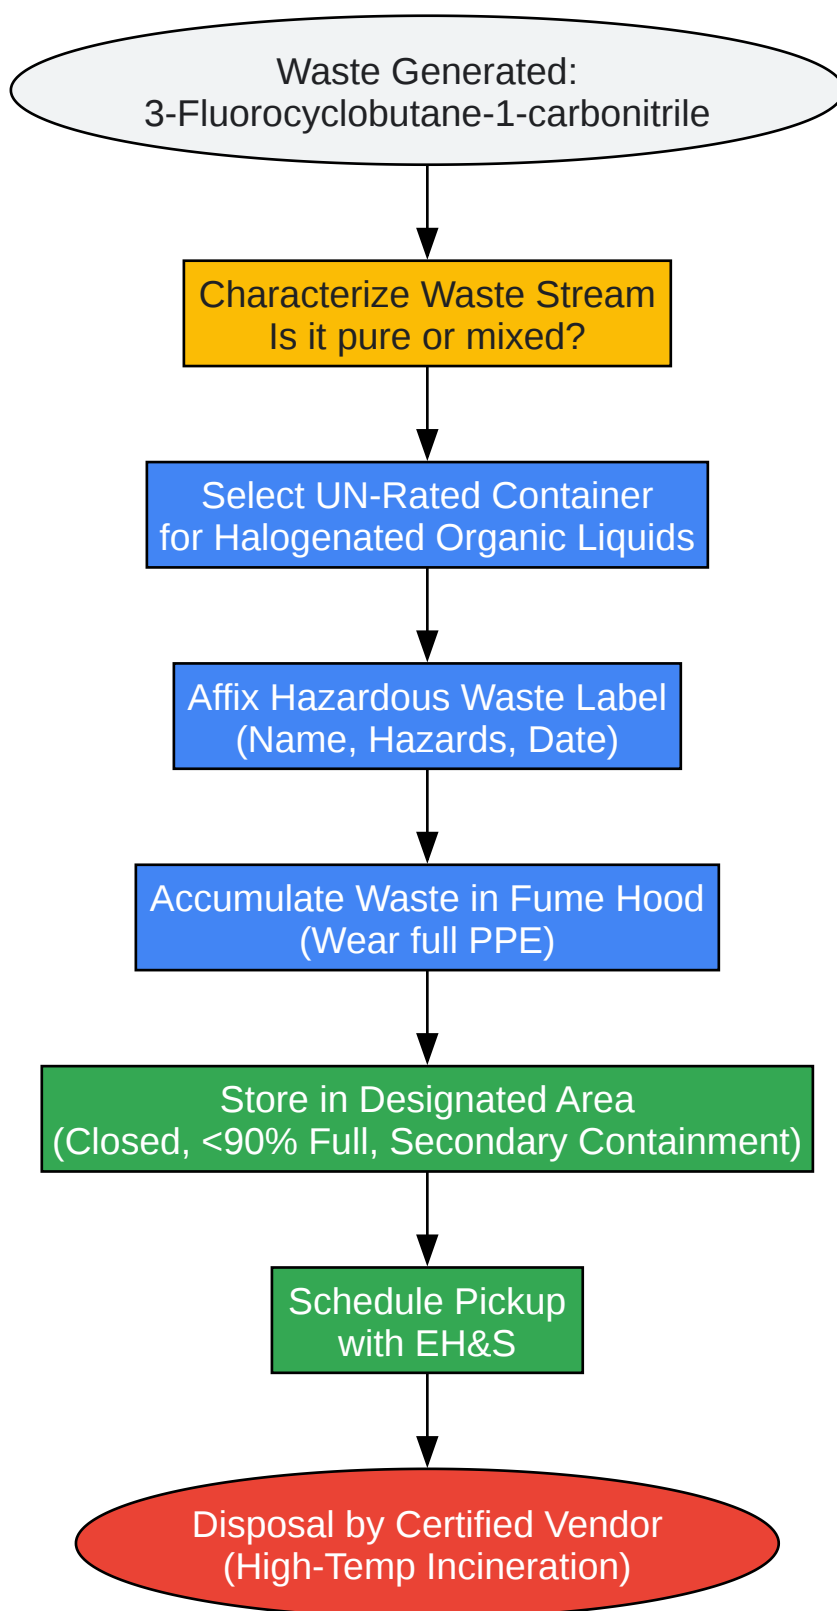 Waste Generated:
3-Fluorocyclobutane-1-carbonitrile
Characterize Waste Stream
Is it pure or mixed?
Select UN-Rated Container
for Halogenated Organic Liquids
Affix Hazardous Waste Label
(Name, Hazards, Date)
Accumulate Waste in Fume Hood
(Wear full PPE)
Store in Designated Area
(Closed, <90% Full, Secondary Containment)
Schedule Pickup
with EH&S
Disposal by Certified Vendor
(High-Temp Incineration)